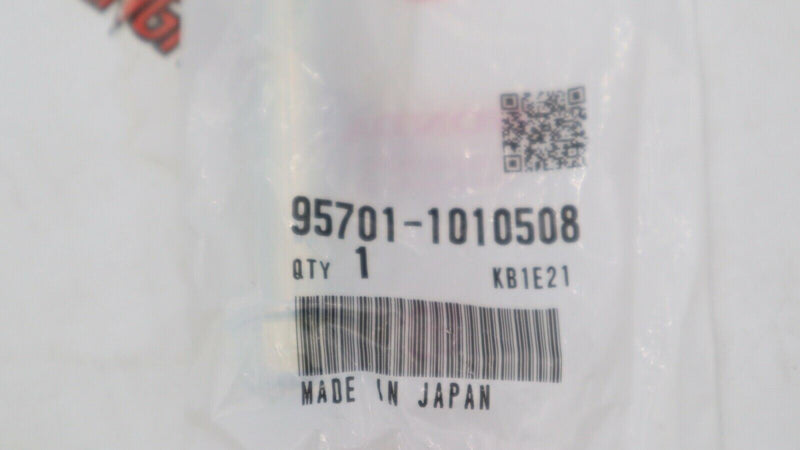 95701-1010508
QTY 1
KB1E21
MADE IN JAPAN